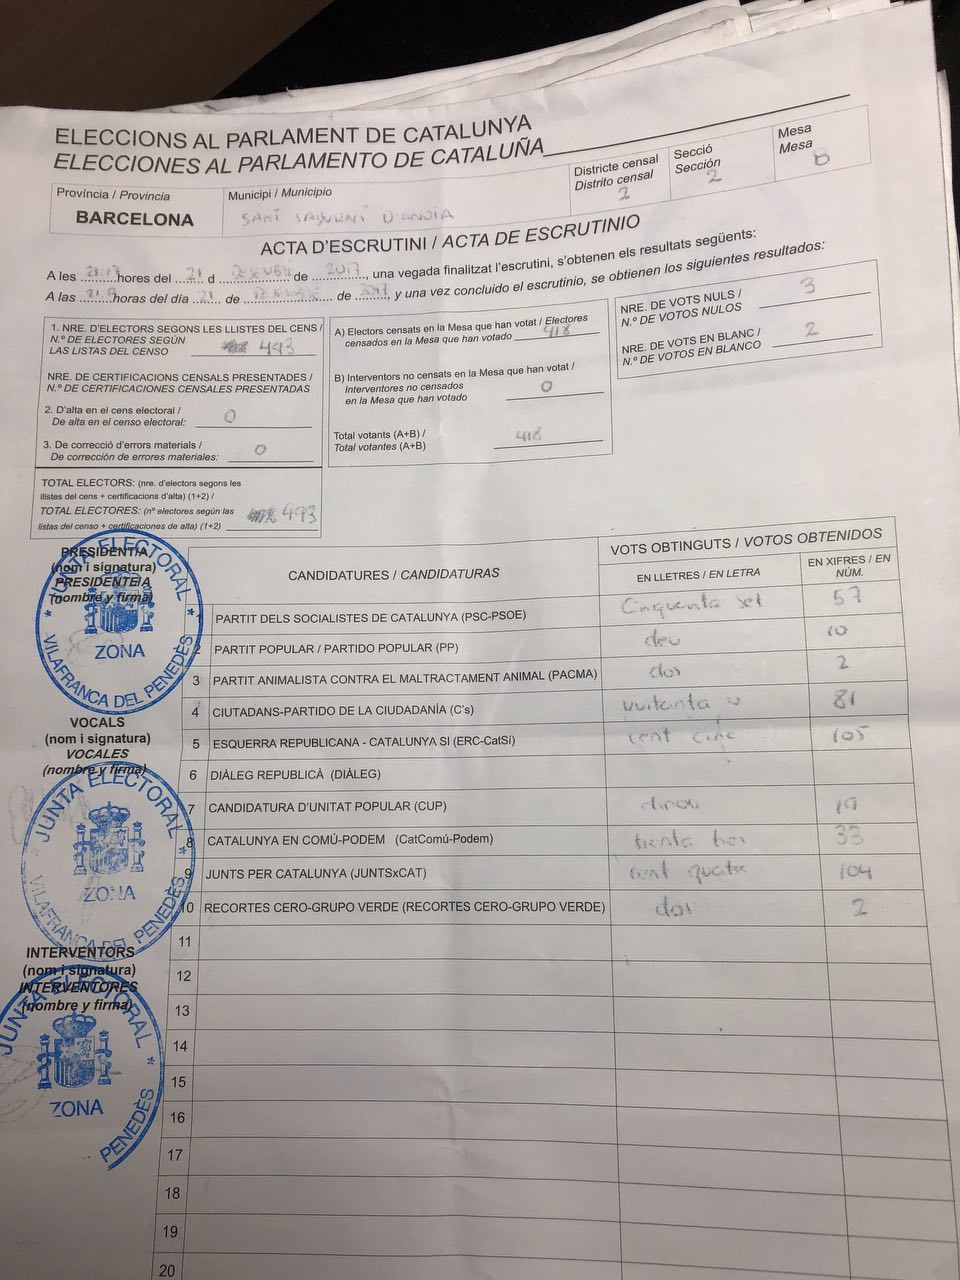 ELECCIONS AL PARLAMENT DE CATALUNYA
ELECCIONES AL PARLAMENTO DE CATALUÑA
Província / Provincia
BARCELONA
Municipi / Municipio
SANT SADURNÍ D'ANOIA
Districte censal
Distrito censal
2
Secció
Sección
2
Mesa
Mesa
b
ACTA D'ESCRUTINI / ACTA DE ESCRUTINIO
A les 21:17 hores del 21 d DESEMBRE de 2017, una vegada finalitzat l'escrutini, s'obtenen els resultats següents:
A las 21:17 horas del día 21 de de 2017, y una vez concluido el escrutinio, se obtienen los siguientes resultados:
1. NRE. D'ELECTORS SEGONS LES LLISTES DEL CENS /
N.º DE ELECTORES SEGÚN
LAS LISTAS DEL CENSO 493
NRE. DE CERTIFICACIONS CENSALS PRESENTADES /
N.º DE CERTIFICACIONES CENSALES PRESENTADAS
2. D'alta en el cens electoral /
De alta en el censo electoral: 0
3. De correcció d'errors materials /
De corrección de errores materiales: 0
TOTAL ELECTORS: (nre. d'electors segons les
llistes del cens + certificacions d'alta) (1+2) /
TOTAL ELECTORES: (nº electores según las
listas del censo + certificaciones de alta) (1+2) 493
A) Electors censats en la Mesa que han votat / Electores
censados en la Mesa que han votado 418
B) Interventors no censats en la Mesa que han votat /
Interventores no censados
en la Mesa que han votado 0
Total votants (A+B) /
Total votantes (A+B) 418
NRE. DE VOTS NULS /
N.º DE VOTOS NULOS 3
NRE. DE VOTS EN BLANC /
N.º DE VOTOS EN BLANCO 2
PRESIDENT/A
(nom i signatura)
PRESIDENTE/A
(nombre y firma)
JUNTA ELECTORAL
ZONA
VILAFRANCA DEL PENEDÈS
VOCALS
(nom i signatura)
VOCALES
(nombre y firma)
JUNTA ELECTORAL
ZONA
VILAFRANCA DEL PENEDÈS
INTERVENTORS
(nom i signatura)
INTERVENTORES
(nombre y firma)
JUNTA ELECTORAL
ZONA
PENEDÈS
CANDIDATURES / CANDIDATURAS
VOTS OBTINGUTS / VOTOS OBTENIDOS
EN LLETRES / EN LETRA
EN XIFRES / EN
NÚM.
1 PARTIT DELS SOCIALISTES DE CATALUNYA (PSC-PSOE) Cinquenta set 57
2 PARTIT POPULAR / PARTIDO POPULAR (PP) deu 10
3 PARTIT ANIMALISTA CONTRA EL MALTRACTAMENT ANIMAL (PACMA) dos 2
4 CIUTADANS-PARTIDO DE LA CIUDADANÍA (C's) vuitanta u 81
5 ESQUERRA REPUBLICANA - CATALUNYA SI (ERC-CatSí) cent cinc 105
6 DIÀLEG REPUBLICÀ (DIÀLEG)
7 CANDIDATURA D'UNITAT POPULAR (CUP) 19
8 CATALUNYA EN COMÚ-PODEM (CatComú-Podem) trenta tres 33
9 JUNTS PER CATALUNYA (JUNTSxCAT) cent quatre 104
10 RECORTES CERO-GRUPO VERDE (RECORTES CERO-GRUPO VERDE) dos 2
11
12
13
14
15
16
17
18
19
20